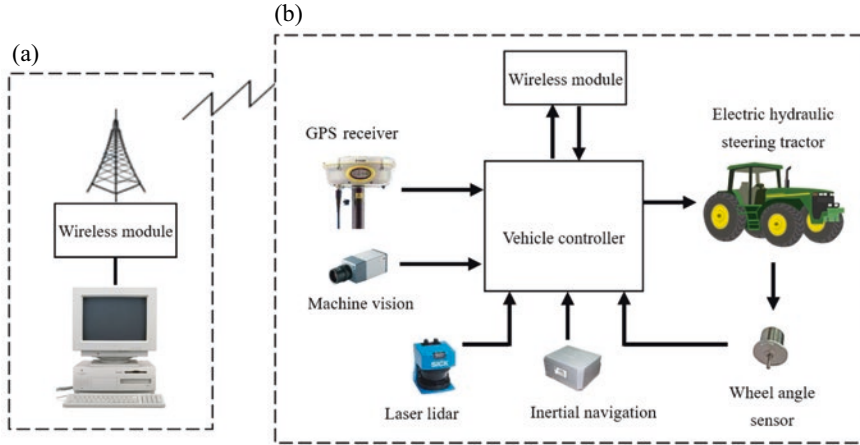 (b)
(a)
Wireless module
GPS receiver
Electric hydraulic
steering tractor
Wireless module
Vehicle controller
Machine vision
SICK
Laser lidar
Inertial navigation
Wheel angle
sensor